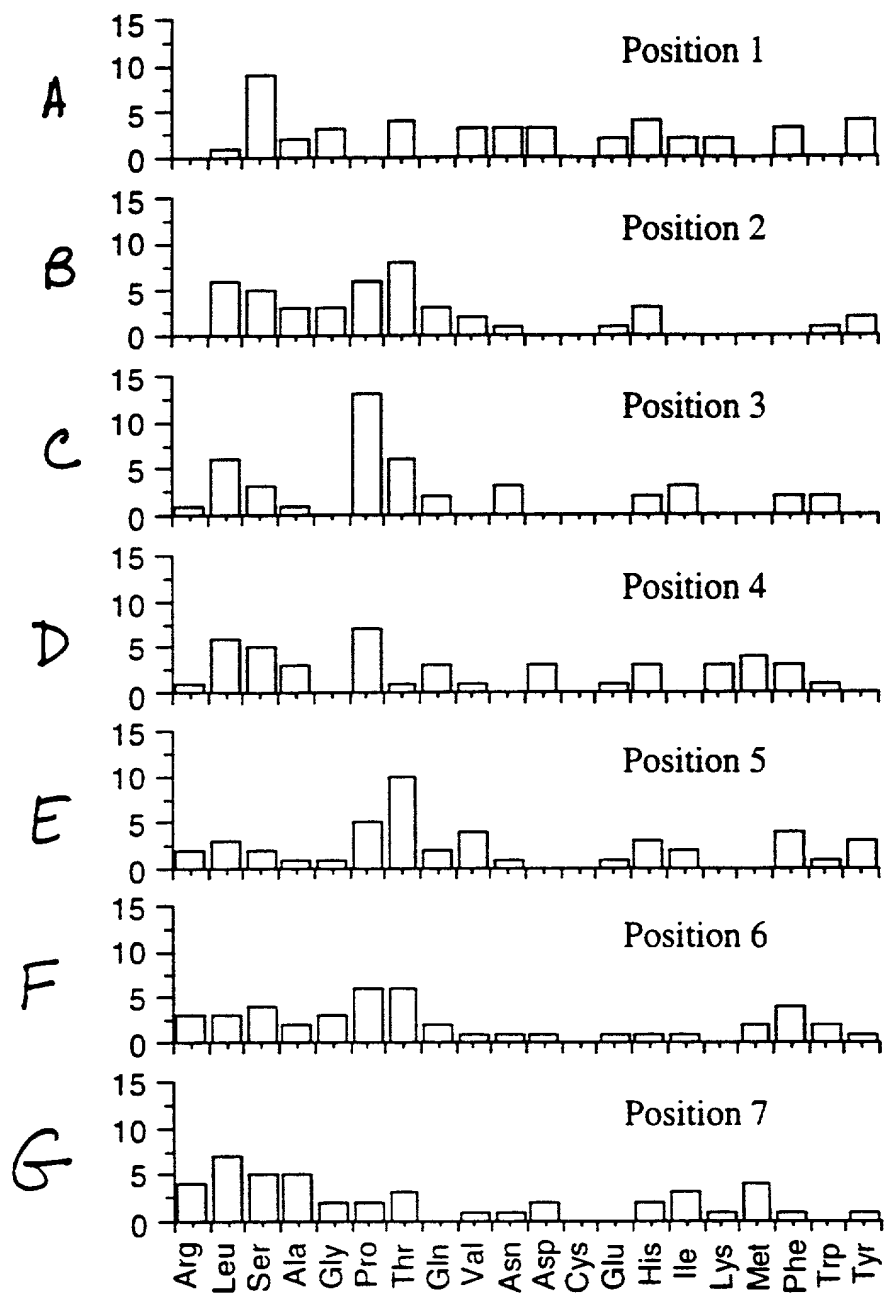 15
10
5
0
A
Position 1
15
10
5
0
B
Position 2
15
10
5
0
C
Position 3
15
10
5
0
D
Position 4
15
10
5
0
E
Position 5
15
10
5
0
F
Position 6
15
10
5
0
G
Position 7
Arg
Leu
Ser
Ala
Gly
Pro
Thr
Gln
Val
Asn
Asp
Cys
Glu
His
Ile
Lys
Met
Phe
Trp
Tyr